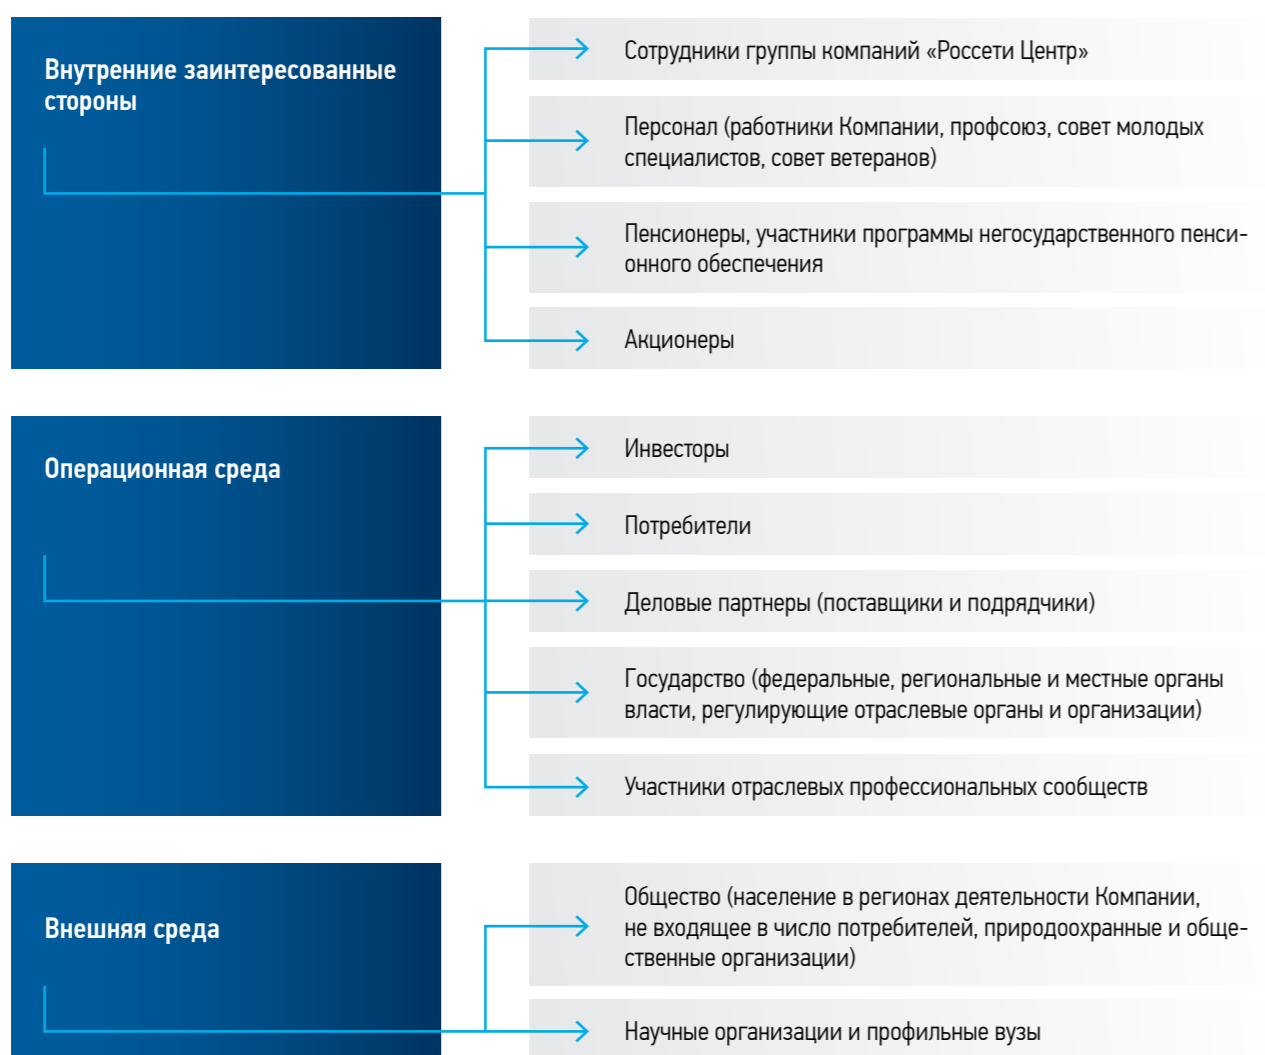 Внутренние заинтересованные
стороны
Сотрудники группы компаний «Россети Центр»
Персонал (работники Компании, профсоюз, совет молодых
специалистов, совет ветеранов)
Пенсионеры, участники программы негосударственного пенси-
онного обеспечения
Акционеры
Операционная среда
Инвесторы
Потребители
Деловые партнеры (поставщики и подрядчики)
Государство (федеральные, региональные и местные органы
власти, регулирующие отраслевые органы и организации)
Участники отраслевых профессиональных сообществ
Внешняя среда
Общество (население в регионах деятельности Компании,
не входящее в число потребителей, природоохранные и обще-
ственные организации)
Научные организации и профильные вузы